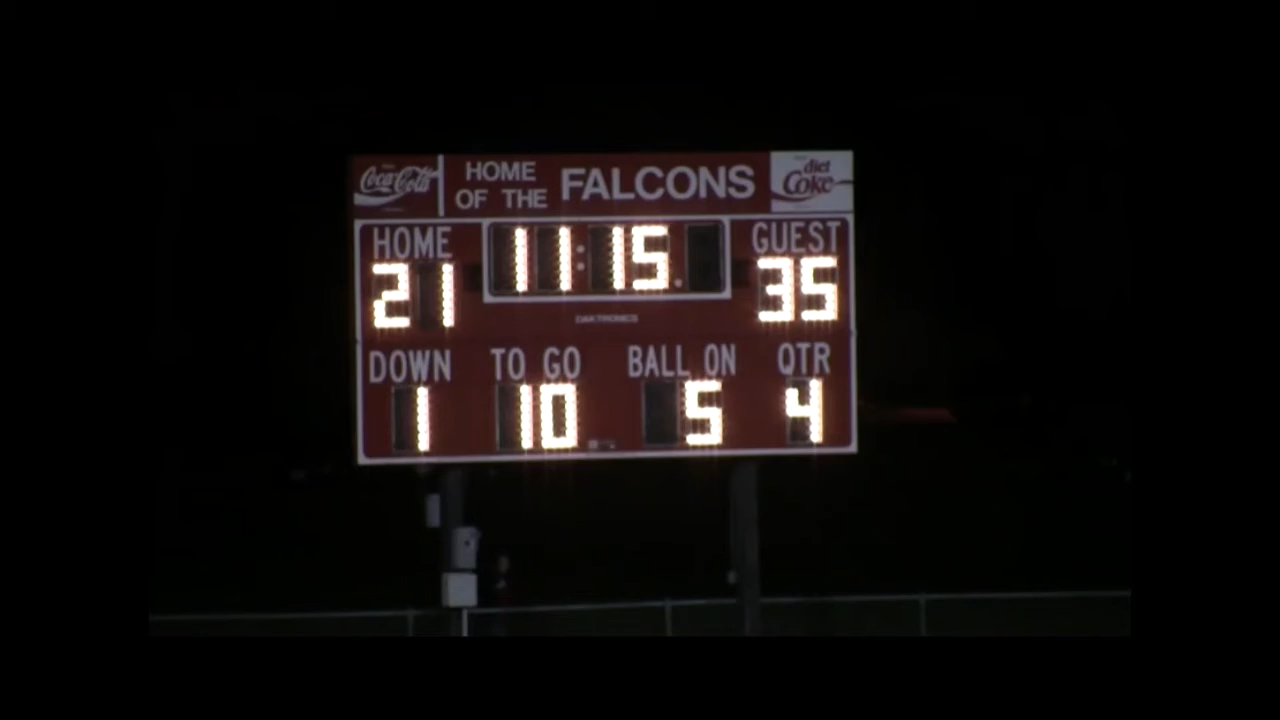 Coca-Cola
HOME OF THE FALCONS
diet Coke
HOME 11:15 GUEST
21 35
DAKTRONICS
DOWN TO GO BALL ON QTR
1 10 5 4